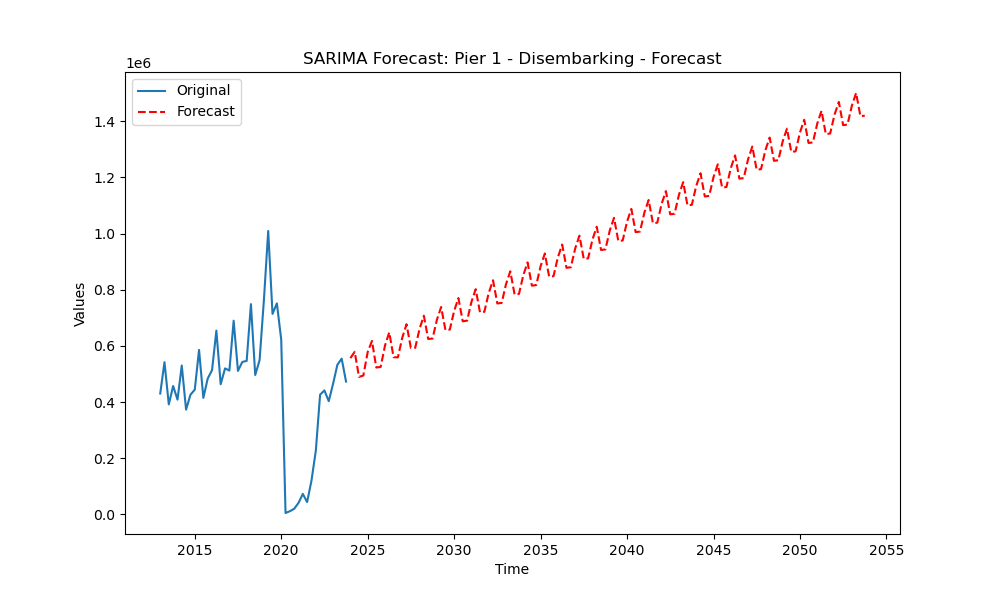 SARIMA Forecast: Pier 1 - Disembarking - Forecast
1e6
Original
Forecast
1.4
1.2
1.0
0.8
0.6
0.4
0.2
0.0
Values
2015 2020 2025 2030 2035 2040 2045 2050 2055
Time